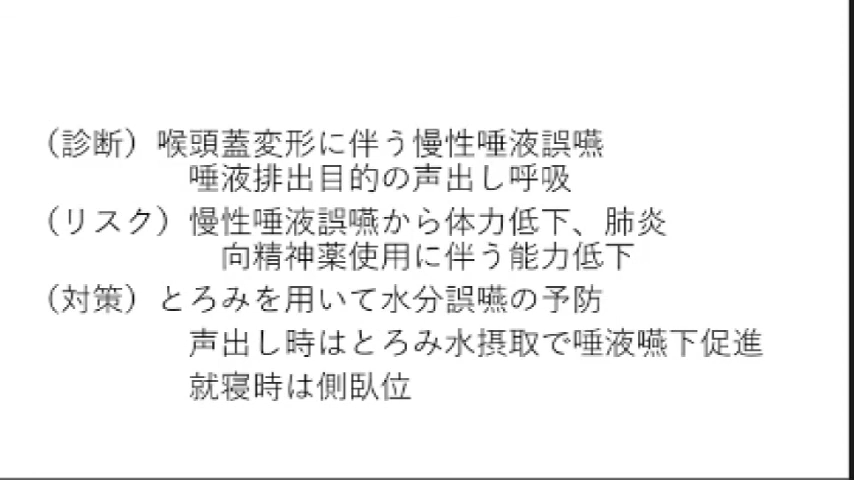 （診断）喉頭蓋変形に伴う慢性唾液誤嚥
唾液排出目的の声出し呼吸
（リスク）慢性唾液誤嚥から体力低下、肺炎
向精神薬使用に伴う能力低下
（対策）とろみを用いて水分誤嚥の予防
声出し時はとろみ水摂取で唾液嚥下促進
就寝時は側臥位